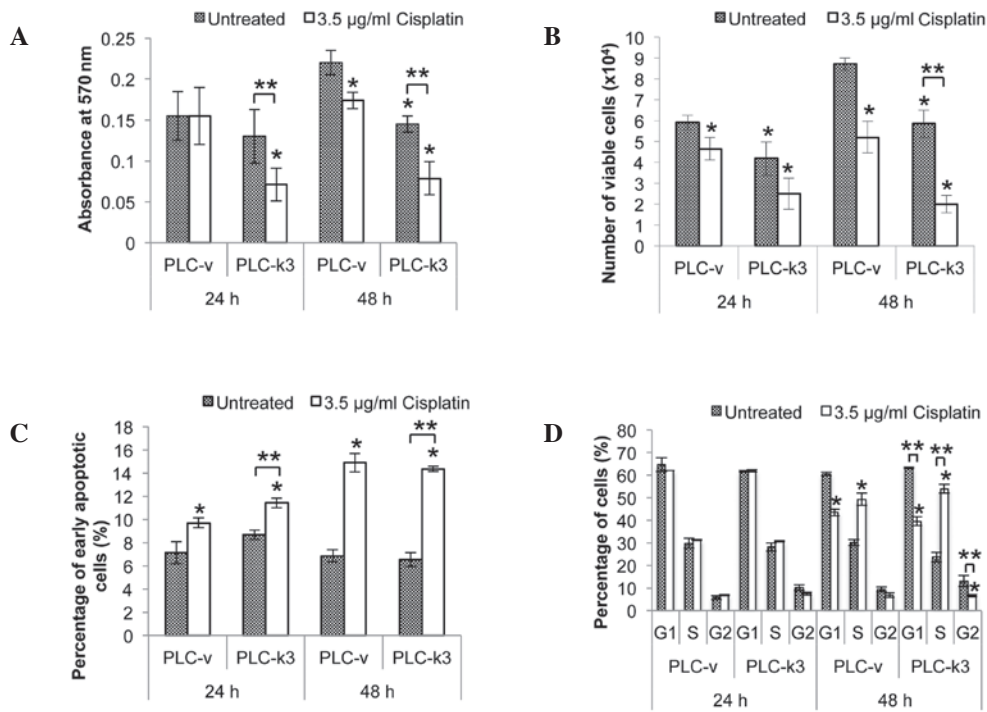 A
Untreated 3.5 µg/ml Cisplatin
Absorbance at 570 nm
0.25
0.2
0.15
0.1
0.05
0
** ** * * * *
PLC-v PLC-k3 PLC-v PLC-k3
24 h 48 h
B
Untreated 3.5 µg/ml Cisplatin
Number of viable cells (x10⁴)
10
9
8
7
6
5
4
3
2
1
0
** * * * * * *
PLC-v PLC-k3 PLC-v PLC-k3
24 h 48 h
C
Untreated 3.5 µg/ml Cisplatin
Percentage of early apoptotic
cells (%)
18
16
14
12
10
8
6
4
2
0
* ** * * ** *
PLC-v PLC-k3 PLC-v PLC-k3
24 h 48 h
D
Untreated 3.5 µg/ml Cisplatin
Percentage of cells (%)
80
70
60
50
40
30
20
10
0
* * ** * ** * ** *
G1 S G2 G1 S G2 G1 S G2 G1 S G2
PLC-v PLC-k3 PLC-v PLC-k3
24 h 48 h